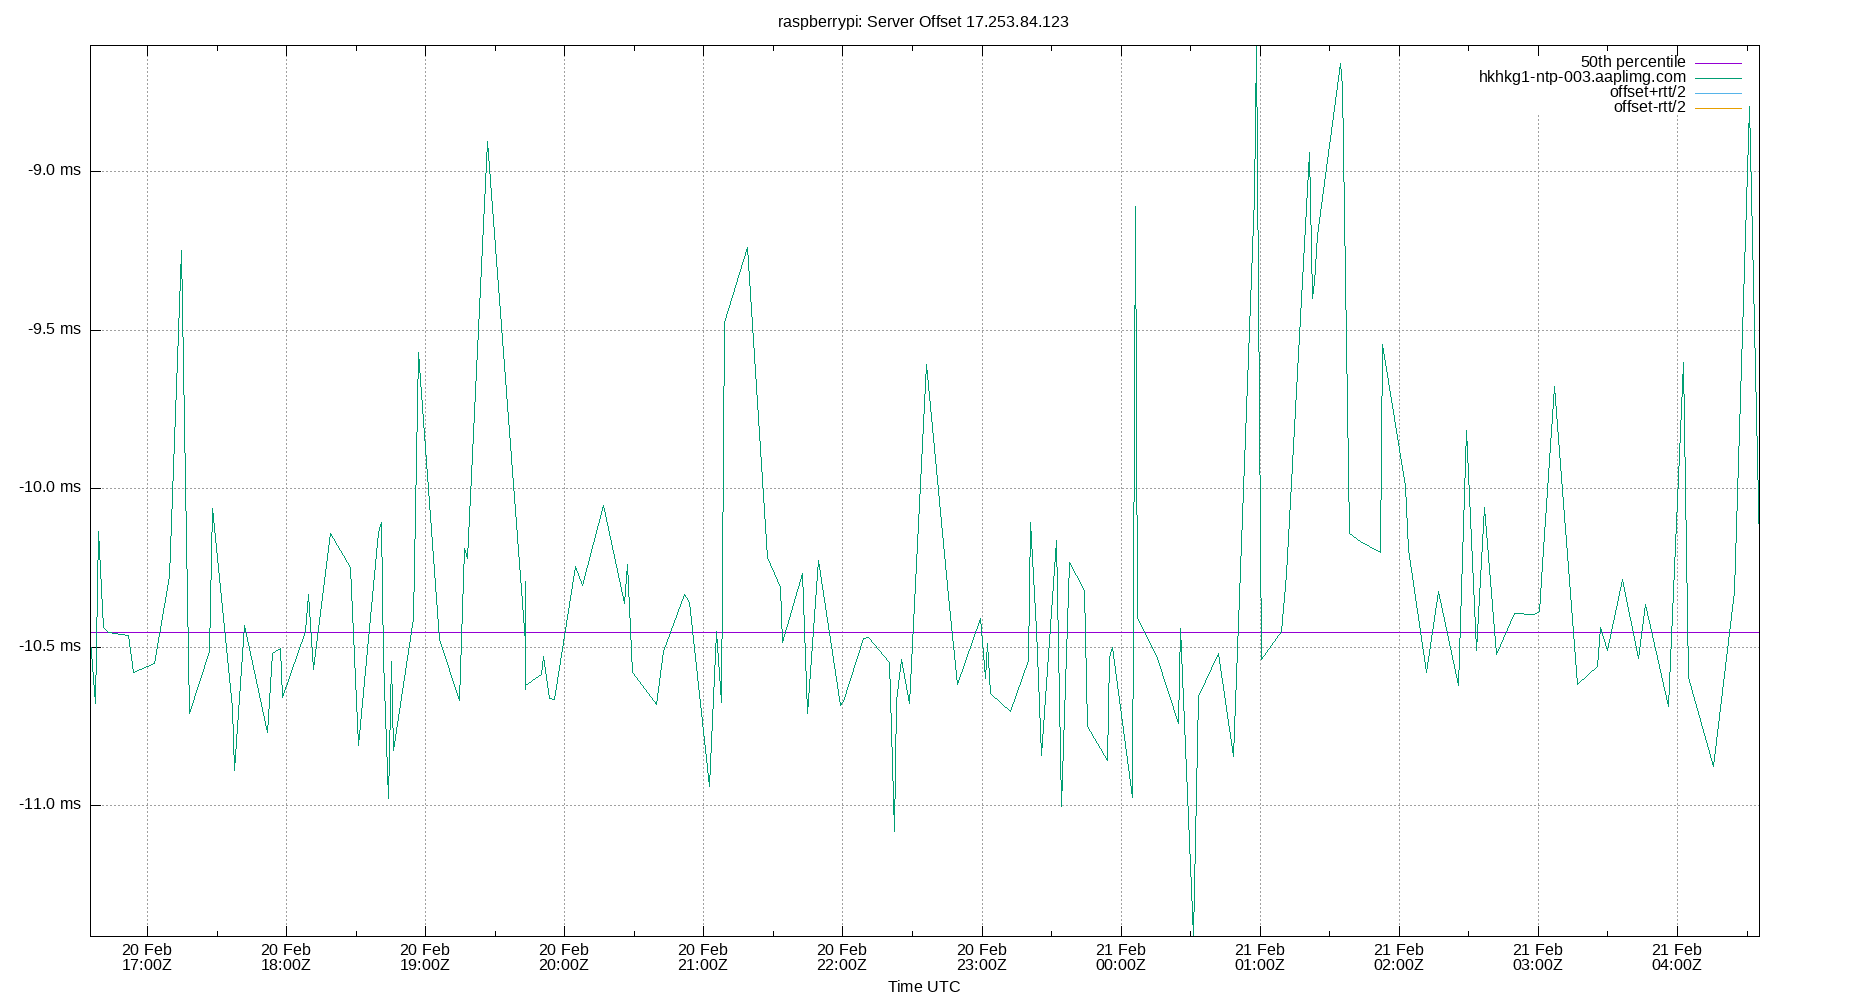 raspberrypi: Server Offset 17.253.84.123
50th percentile
hkhkg1-ntp-003.aaplimg.com
offset+rtt/2
offset-rtt/2
-9.0 ms
-9.5 ms
-10.0 ms
-10.5 ms
-11.0 ms
20 Feb 20 Feb 20 Feb 20 Feb 20 Feb 20 Feb 20 Feb 21 Feb 21 Feb 21 Feb 21 Feb 21 Feb
17:00Z 18:00Z 19:00Z 20:00Z 21:00Z 22:00Z 23:00Z 00:00Z 01:00Z 02:00Z 03:00Z 04:00Z
Time UTC